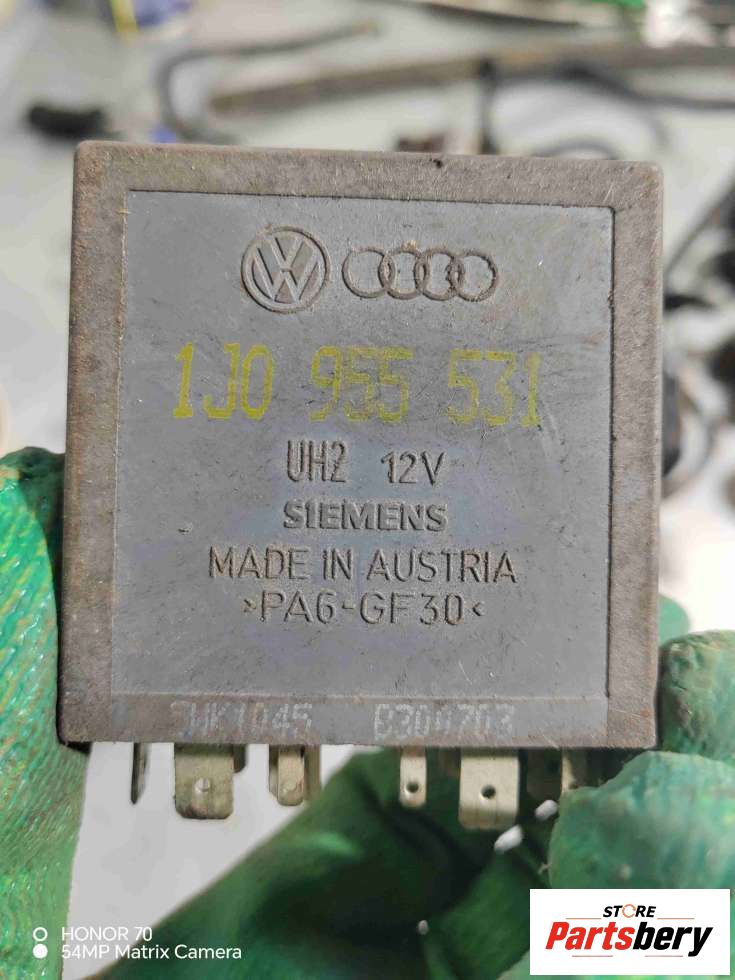 1J0 955 531
UH2 12V
SIEMENS
MADE IN AUSTRIA
>PA6-GF30<
HONOR 70
54MP Matrix Camera
STORE
Partsbery